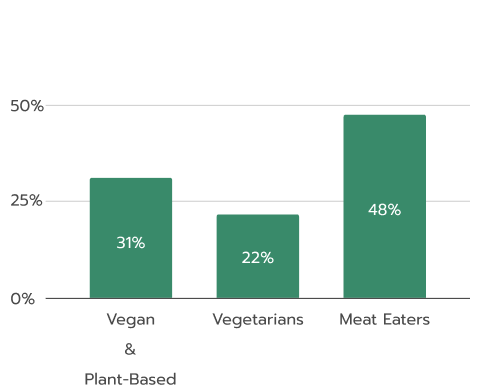 50%
25%
0%
31%
22%
48%
Vegan
&
Plant-Based
Vegetarians
Meat Eaters